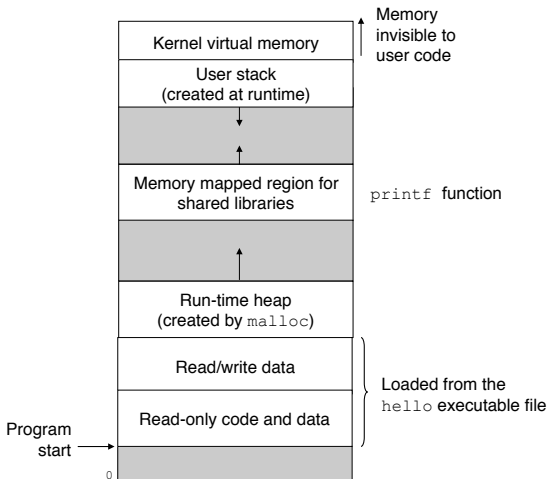 Memory
invisible to
user code
Kernel virtual memory
User stack
(created at runtime)
Memory mapped region for
shared libraries
printf function
Run-time heap
(created by malloc)
Read/write data
Read-only code and data
Loaded from the
hello executable file
Program
start
0